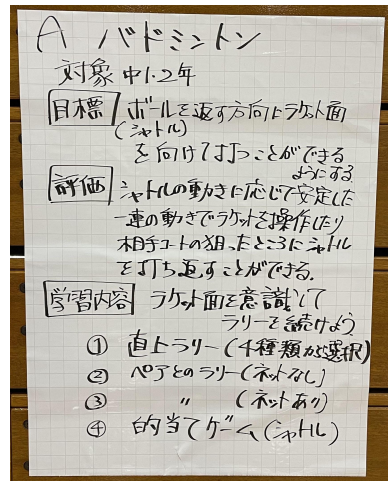 A バドミントン
対象 中1・2年
目標 ボールを返す方向にラケット面
(シャトル)
を向けて打つことができる
ようにする
評価 シャトルの動きに応じて安定した
一連の動きでラケットを操作したり
相手コートの狙ったところにシャトル
を打ち返すことができる。
学習内容 ラケット面を意識して
ラリーを続けよう
① 直上ラリー(4種類から選択)
② ペアとのラリー(ネットなし)
③ 〃 (ネットあり)
④ 的当てゲーム(シャトル)